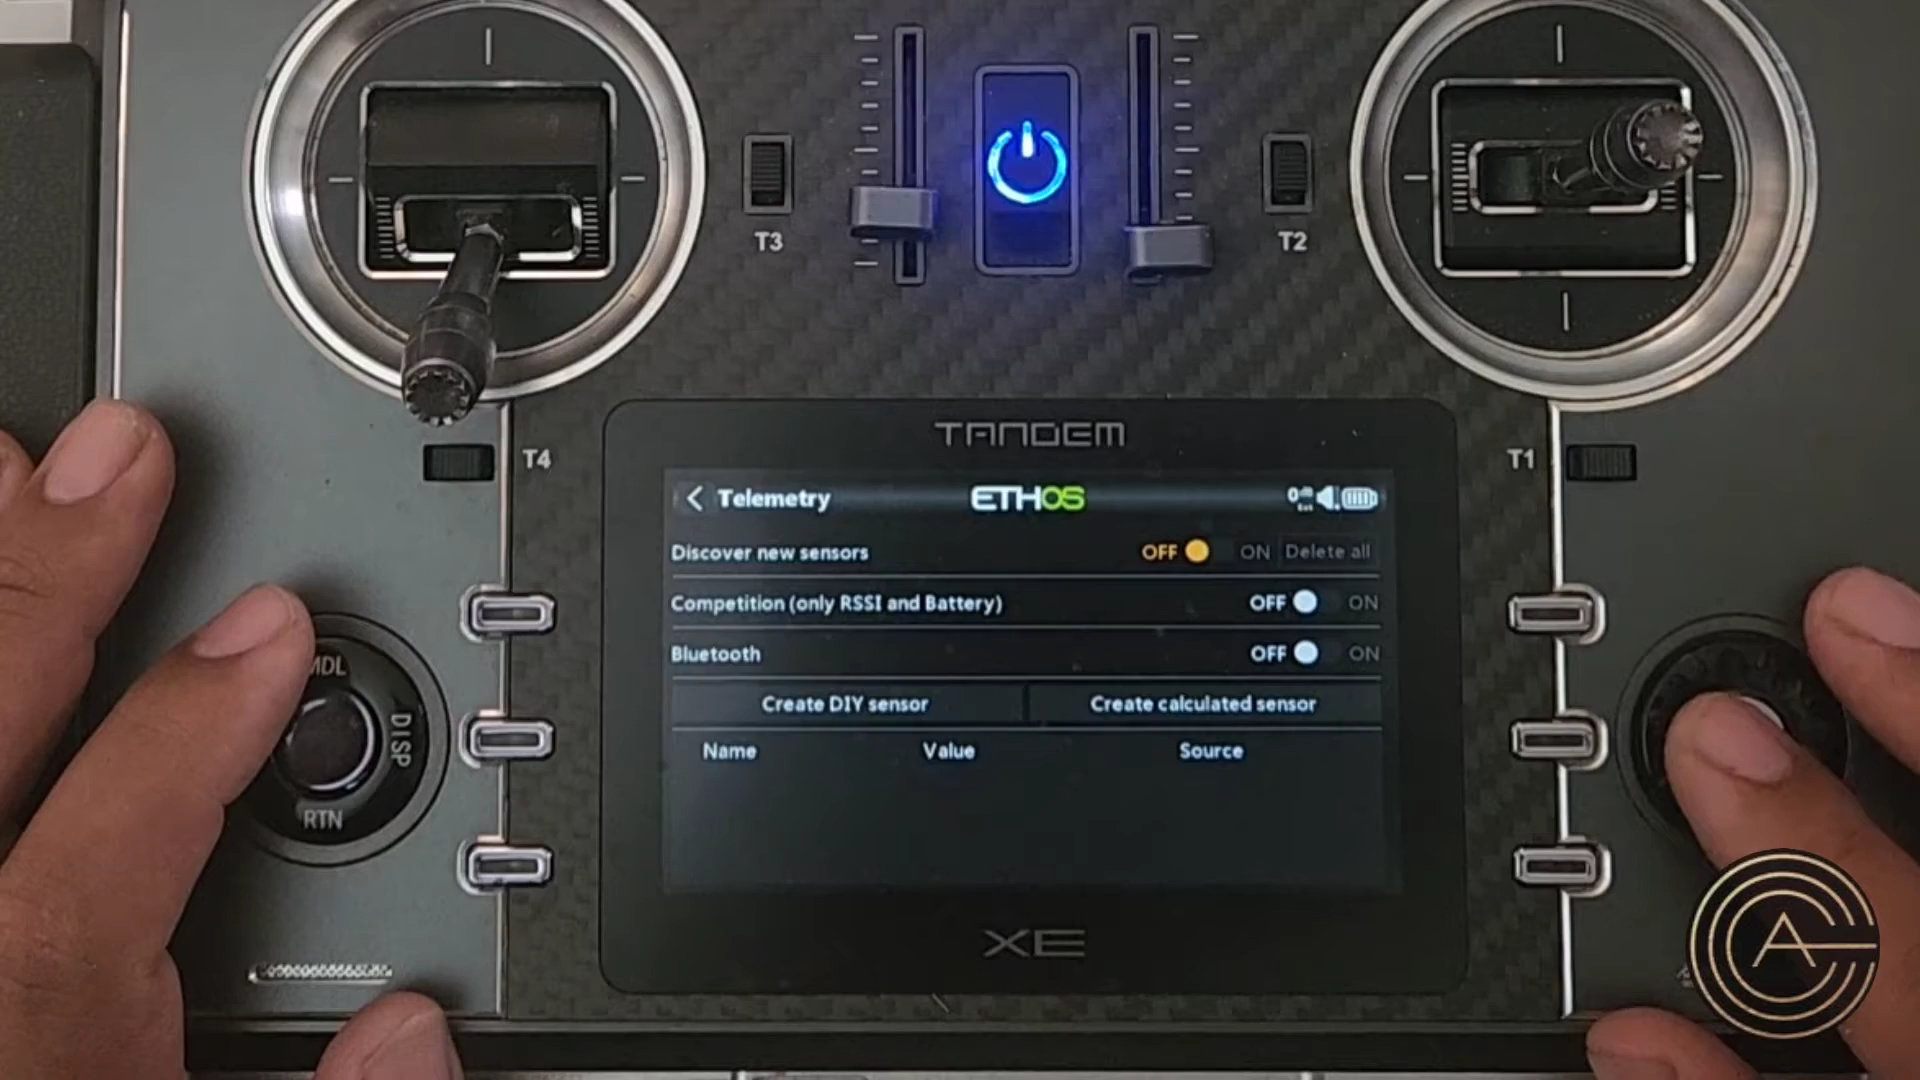 T3
T2
T4
T1
TANDEM
Telemetry
ETHOS
Discover new sensors OFF ON Delete all
Competition (only RSSI and Battery) OFF ON
Bluetooth OFF ON
Create DIY sensor Create calculated sensor
Name Value Source
MDL
DISP
RTN
XE